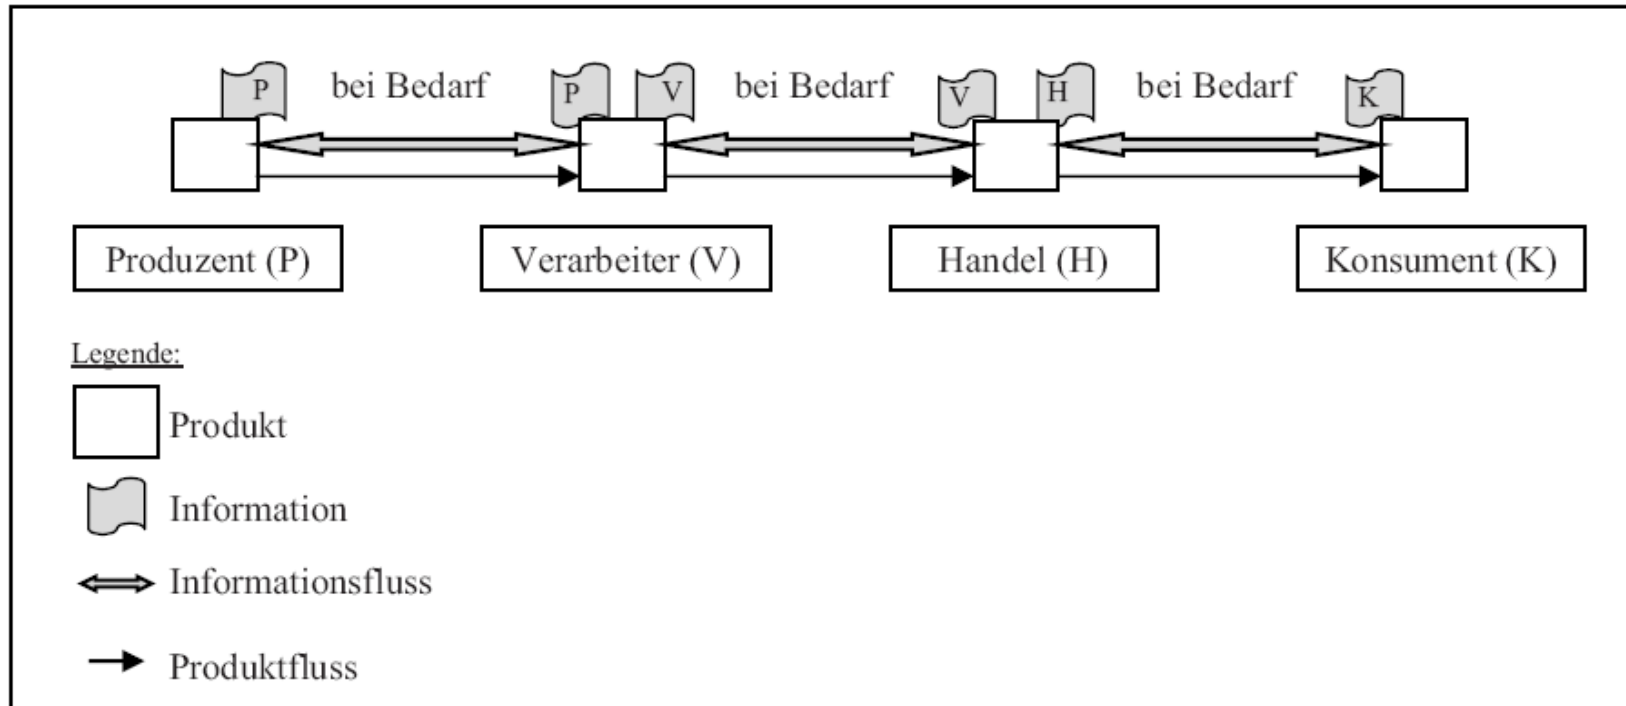 P bei Bedarf P V bei Bedarf V H bei Bedarf K
Produzent (P) Verarbeiter (V) Handel (H) Konsument (K)
Legende:
Produkt
Information
Informationsfluss
Produktfluss